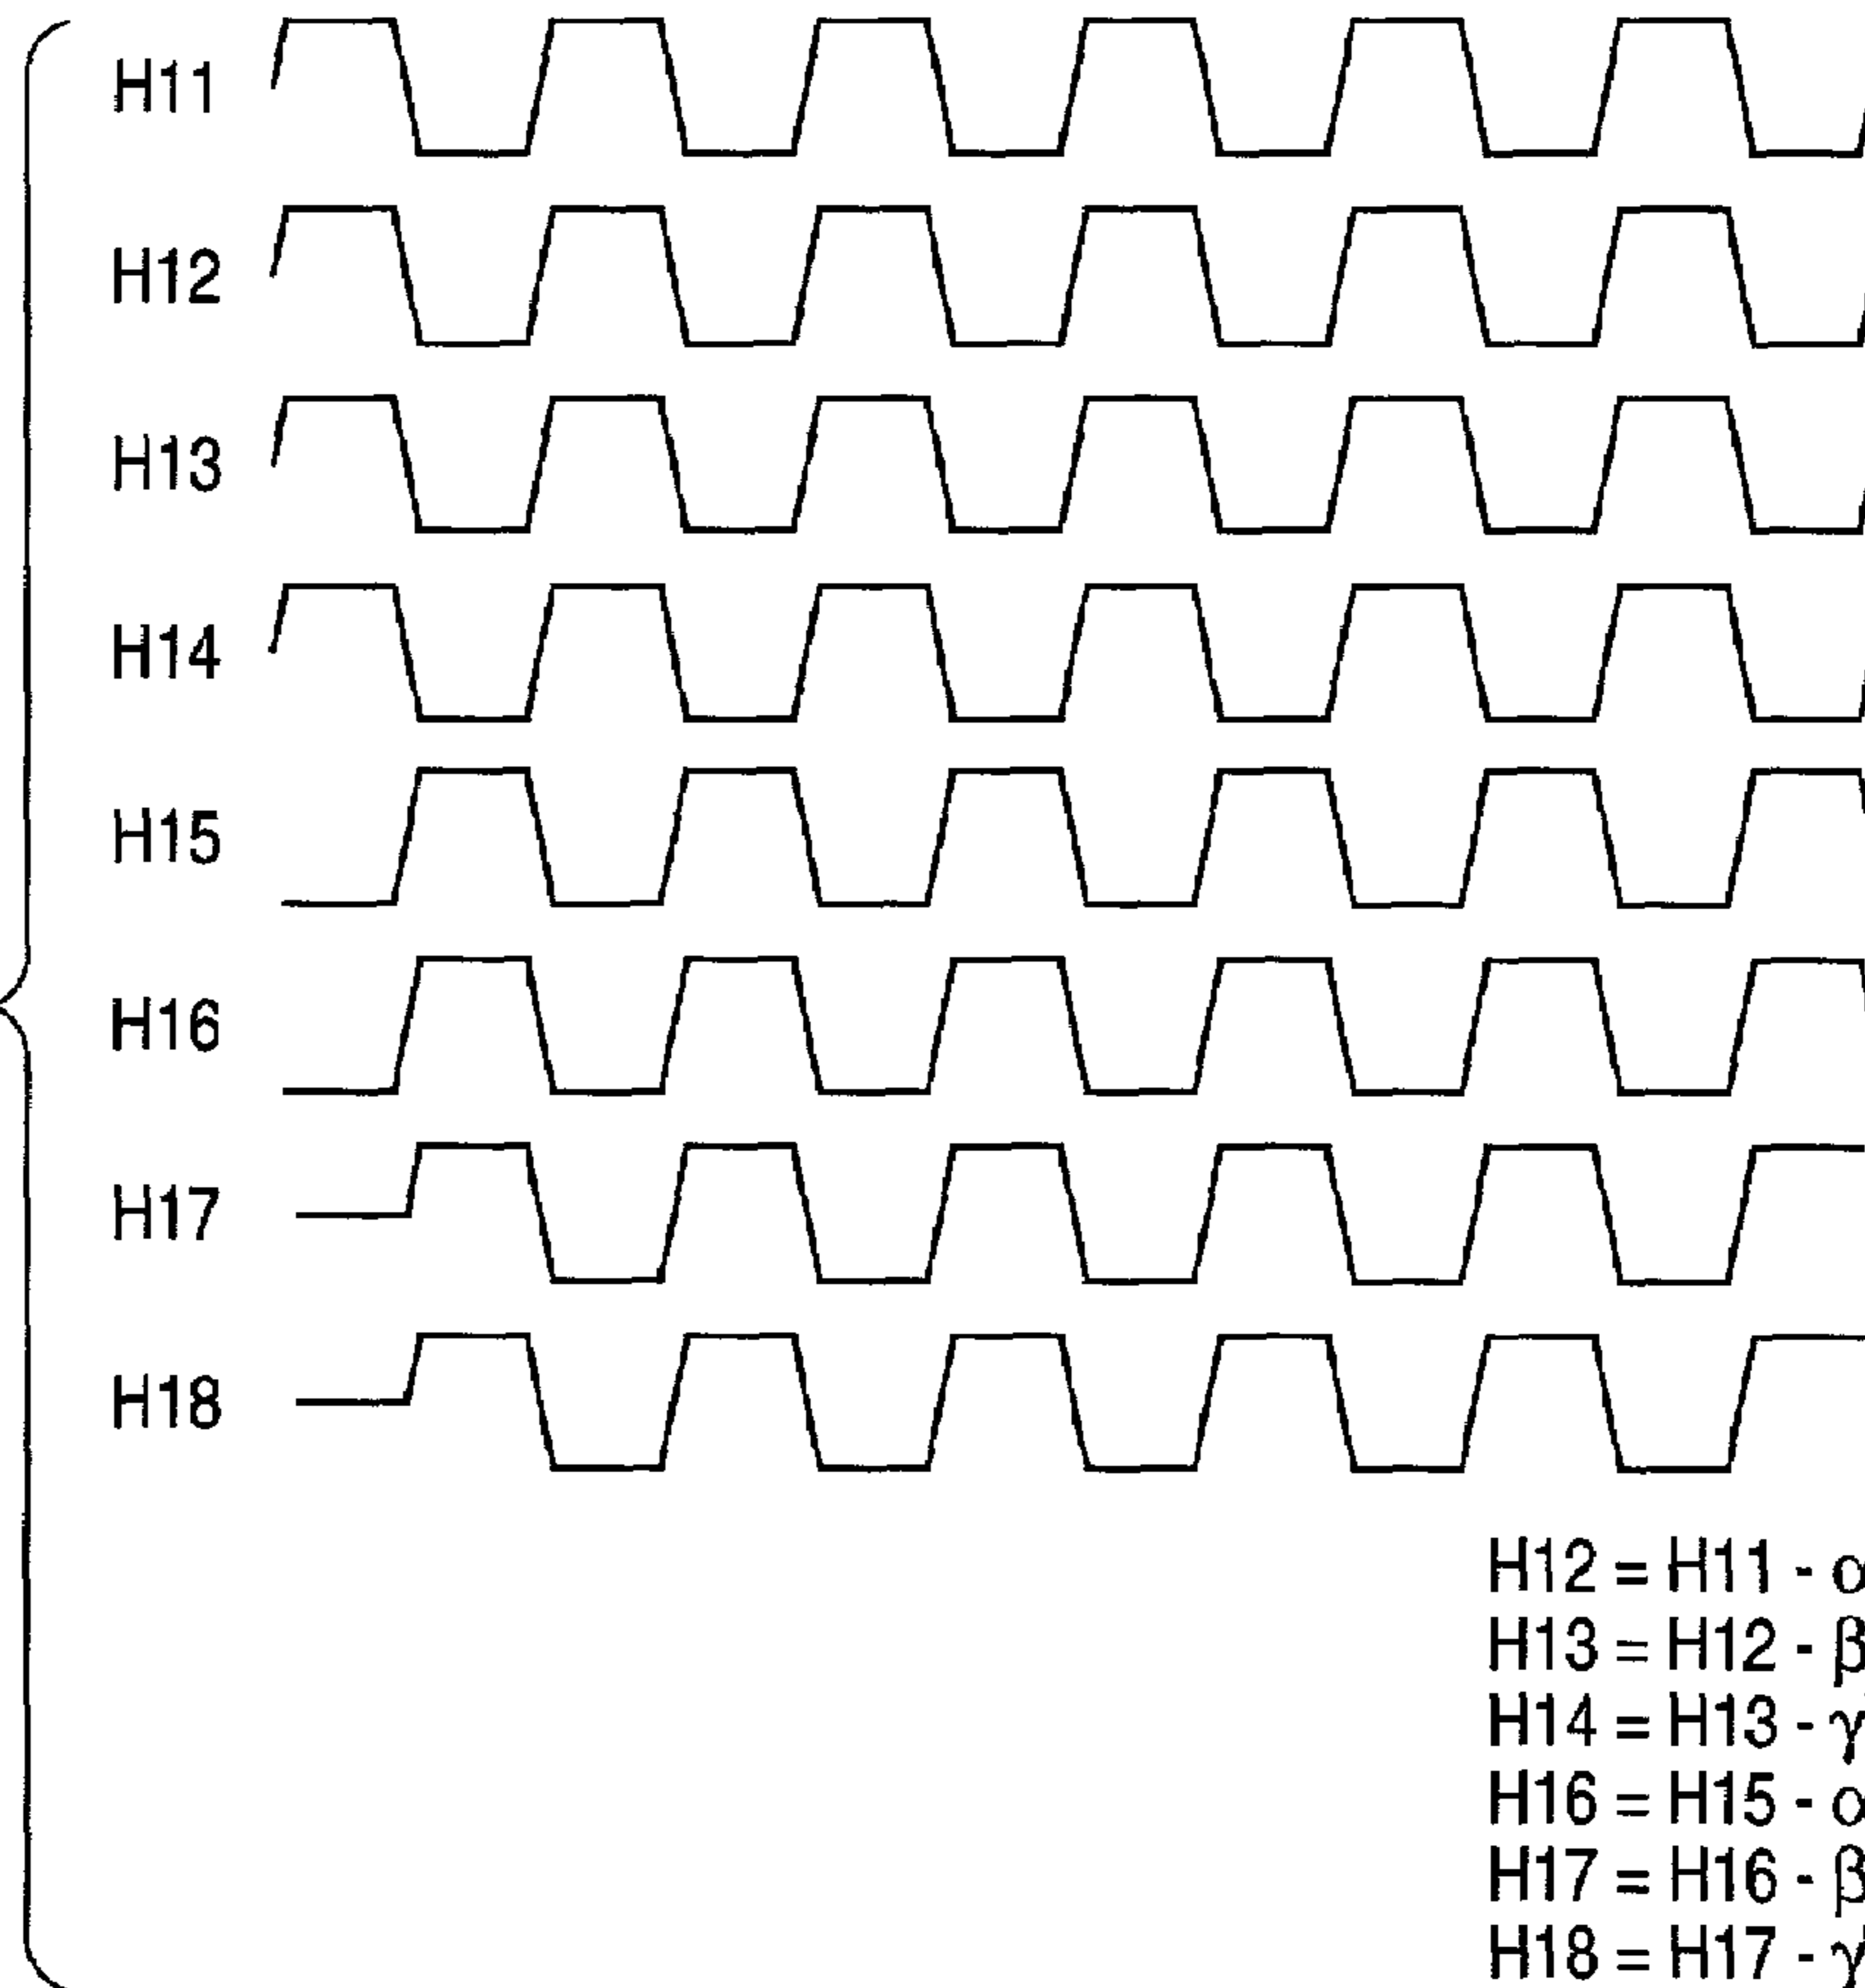 H11
H12
H13
H14
H15
H16
H17
H18
H12 = H11 - α
H13 = H12 - β
H14 = H13 - γ
H16 = H15 - α
H17 = H16 - β
H18 = H17 - γ